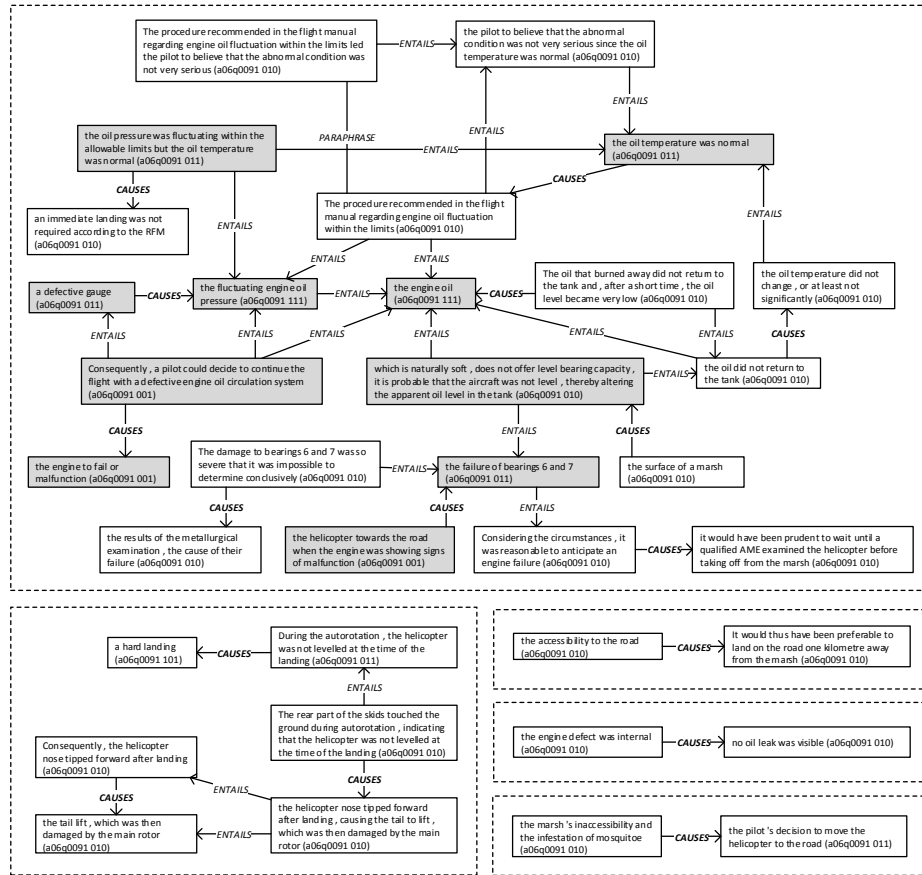 The procedure recommended in the flight manual
regarding engine oil fluctuation within the limits led
the pilot to believe that the abnormal condition was
not very serious (a06q0091 010)
ENTAILS
the pilot to believe that the abnormal
condition was not very serious since the oil
temperature was normal (a06q0091 010)
ENTAILS
ENTAILS
PARAPHRASE
the oil pressure was fluctuating within the
allowable limits but the oil temperature
was normal (a06q0091 011)
ENTAILS
the oil temperature was normal
(a06q0091 011)
CAUSES
CAUSES
an immediate landing was not
required according to the RFM
(a06q0091 010)
ENTAILS
The procedure recommended in the flight
manual regarding engine oil fluctuation
within the limits (a06q0091 010)
ENTAILS
ENTAILS
ENTAILS
a defective gauge
(a06q0091 011)
CAUSES
the fluctuating engine oil
pressure (a06q0091 111)
ENTAILS
the engine oil
(a06q0091 111)
CAUSES
The oil that burned away did not return to
the tank and , after a short time , the oil
level became very low (a06q0091 010)
the oil temperature did not
change , or at least not
significantly (a06q0091 010)
ENTAILS
ENTAILS
ENTAILS
ENTAILS
ENTAILS
ENTAILS
CAUSES
Consequently , a pilot could decide to continue the
flight with a defective engine oil circulation system
(a06q0091 001)
which is naturally soft , does not offer level bearing capacity ,
it is probable that the aircraft was not level , thereby altering
the apparent oil level in the tank (a06q0091 010)
ENTAILS
the oil did not return to
the tank (a06q0091 010)
CAUSES
ENTAILS
CAUSES
the engine to fail or
malfunction (a06q0091 001)
The damage to bearings 6 and 7 was so
severe that it was impossible to
determine conclusively (a06q0091 010)
ENTAILS
the failure of bearings 6 and 7
(a06q0091 011)
the surface of a marsh
(a06q0091 010)
CAUSES
CAUSES
ENTAILS
the results of the metallurgical
examination , the cause of their
failure (a06q0091 010)
the helicopter towards the road
when the engine was showing signs
of malfunction (a06q0091 001)
Considering the circumstances , it
was reasonable to anticipate an
engine failure (a06q0091 010)
CAUSES
it would have been prudent to wait until a
qualified AME examined the helicopter before
taking off from the marsh (a06q0091 010)
a hard landing
(a06q0091 101)
CAUSES
During the autorotation , the helicopter
was not levelled at the time of the
landing (a06q0091 011)
ENTAILS
The rear part of the skids touched the
ground during autorotation , indicating
that the helicopter was not levelled at
the time of the landing (a06q0091 010)
Consequently , the helicopter
nose tipped forward after landing
(a06q0091 010)
CAUSES
ENTAILS
CAUSES
the tail lift , which was then
damaged by the main rotor
(a06q0091 010)
ENTAILS
the helicopter nose tipped forward
after landing , causing the tail to lift ,
which was then damaged by the main
rotor (a06q0091 010)
the accessibility to the road
(a06q0091 010)
CAUSES
It would thus have been preferable to
land on the road one kilometre away
from the marsh (a06q0091 010)
the engine defect was internal
(a06q0091 010)
CAUSES
no oil leak was visible (a06q0091 010)
the marsh 's inaccessibility and
the infestation of mosquitoe
(a06q0091 010)
CAUSES
the pilot 's decision to move the
helicopter to the road (a06q0091 011)